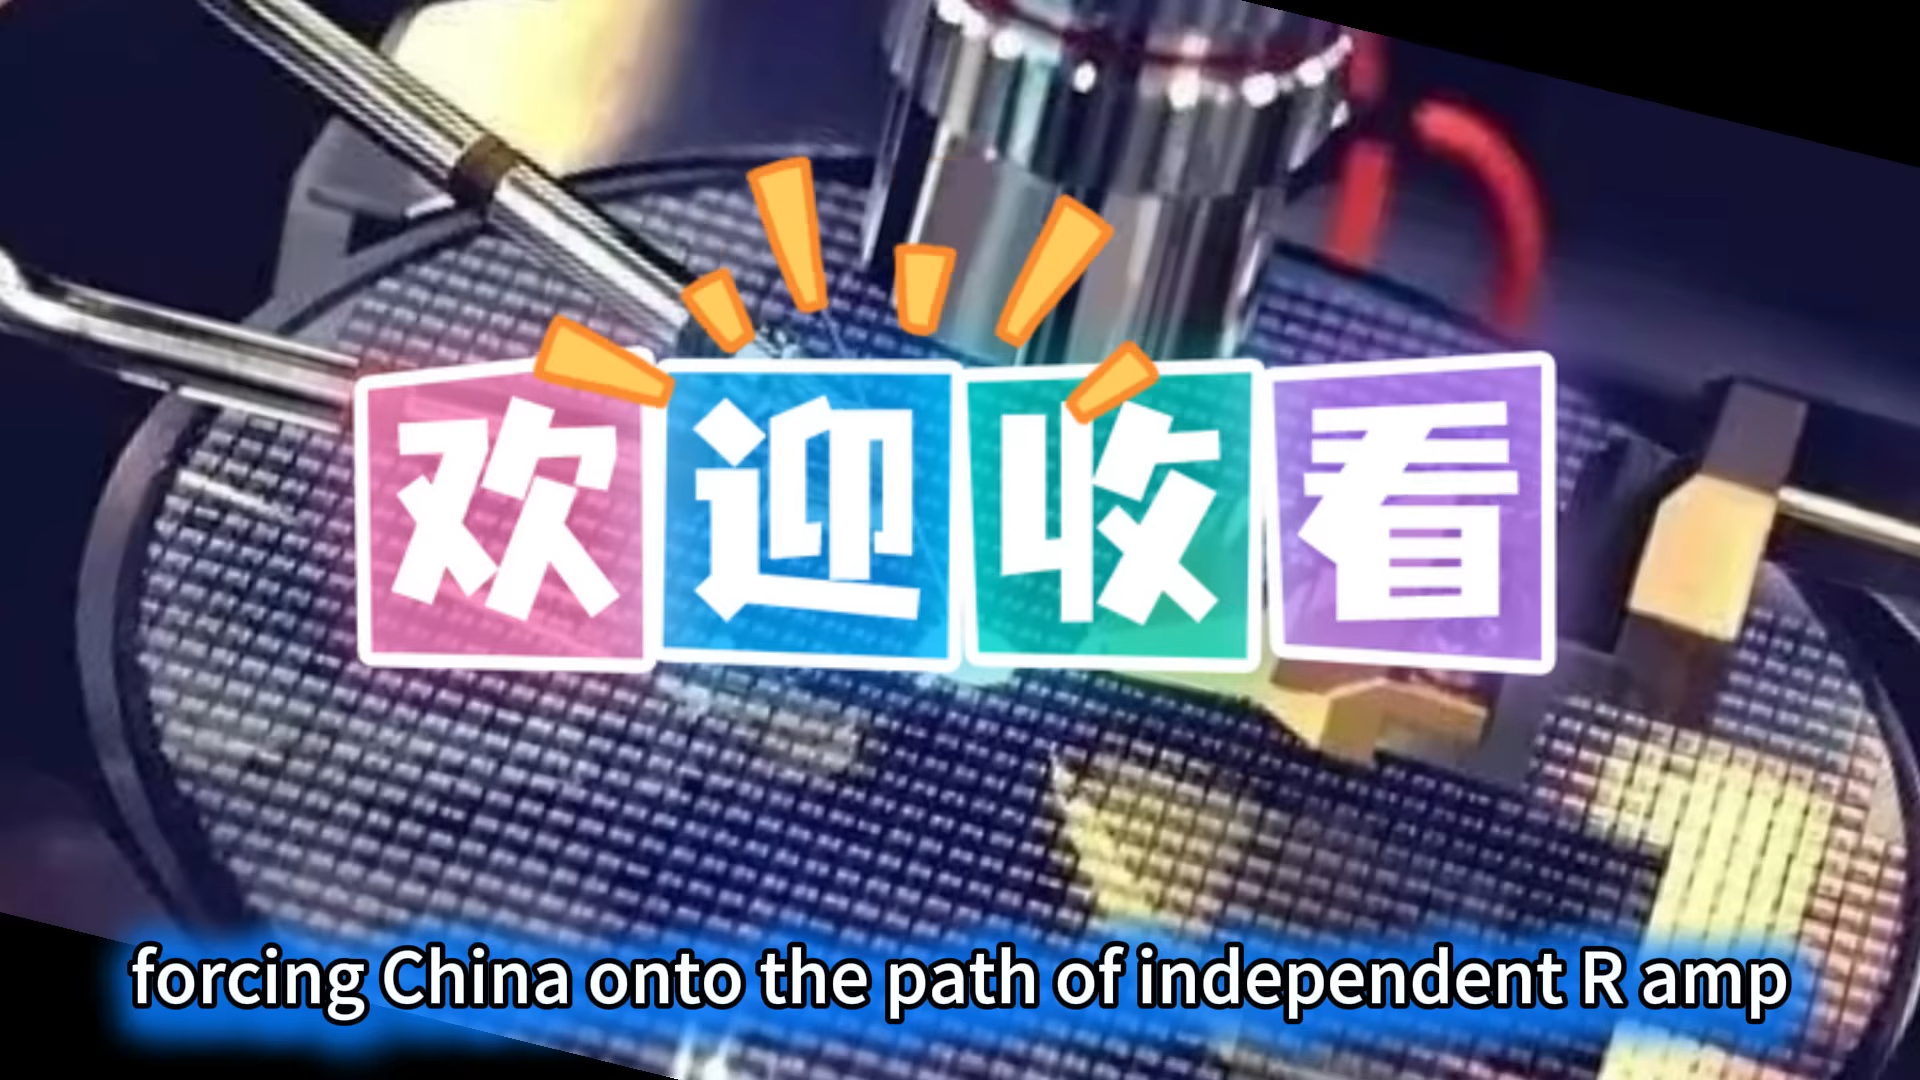 欢迎收看
forcing China onto the path of independent R amp